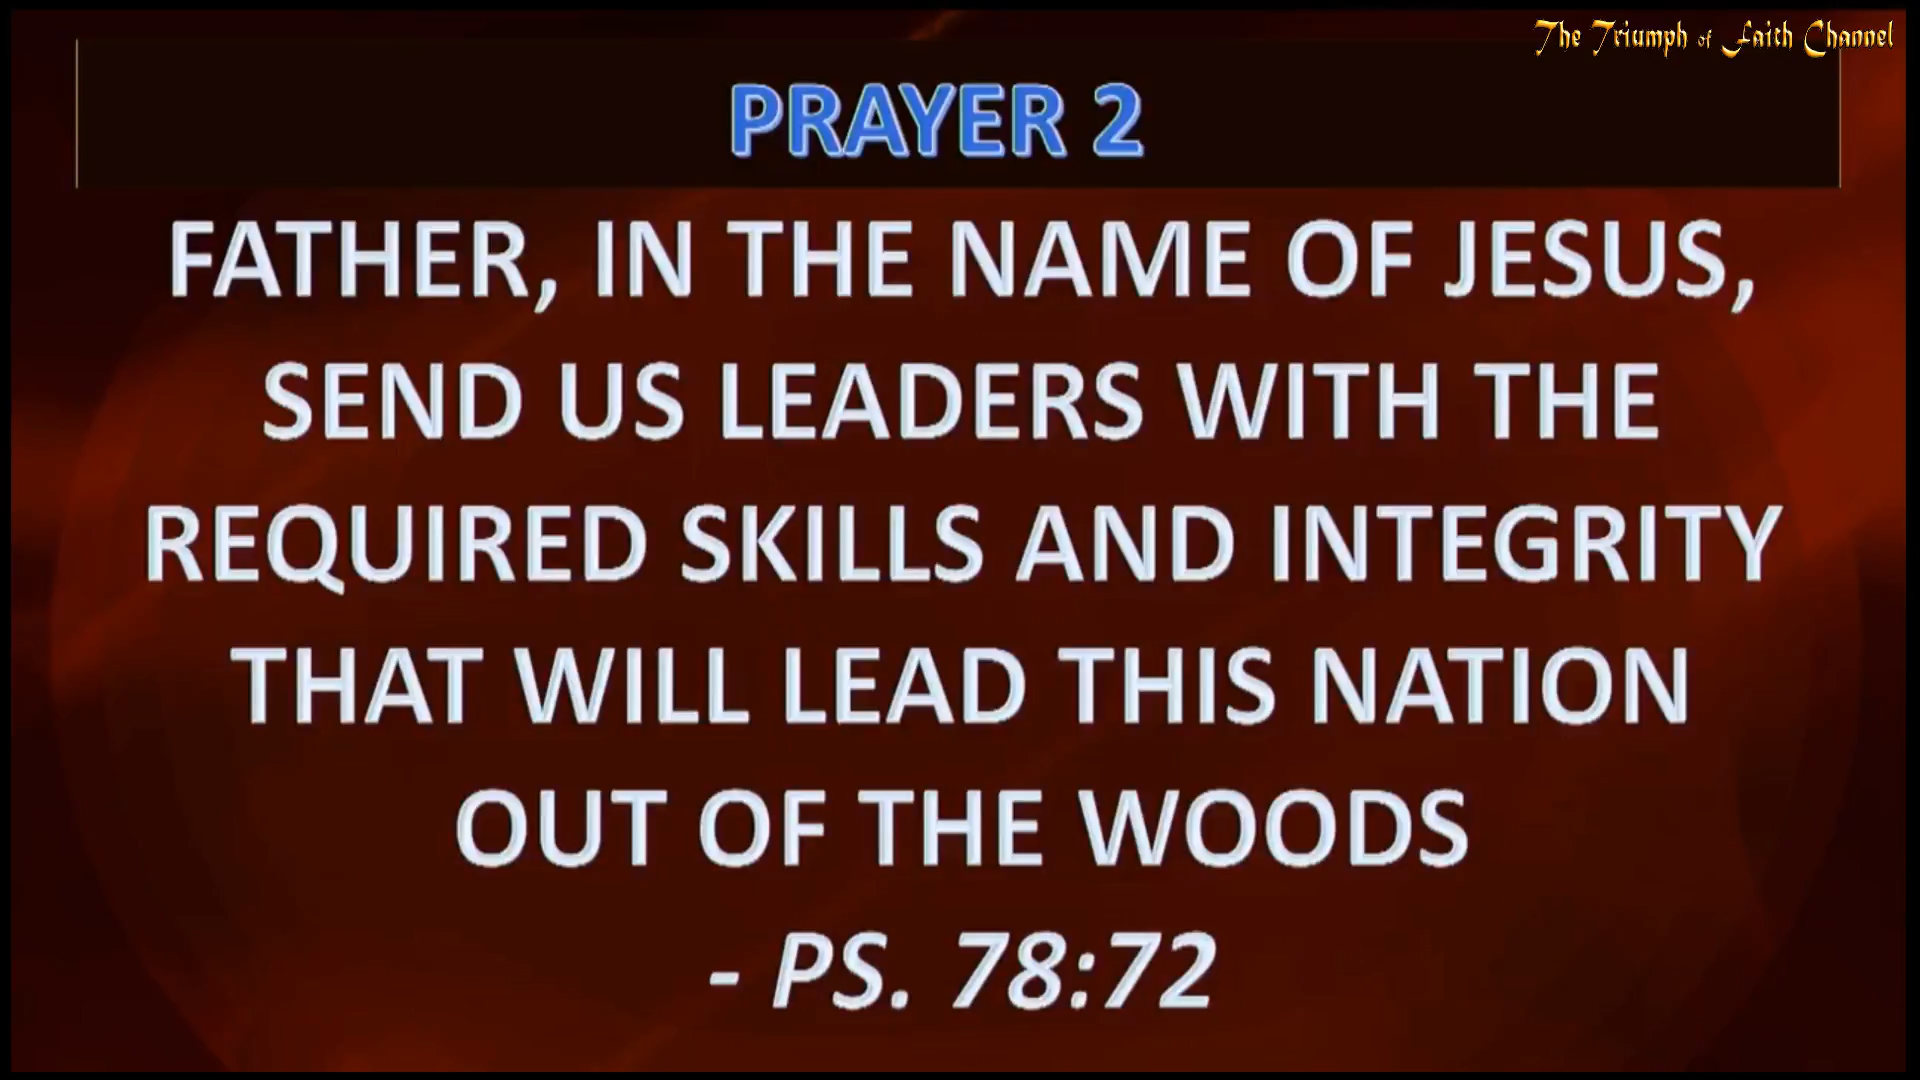 The Triumph of Faith Channel
PRAYER 2
FATHER, IN THE NAME OF JESUS,
SEND US LEADERS WITH THE
REQUIRED SKILLS AND INTEGRITY
THAT WILL LEAD THIS NATION
OUT OF THE WOODS
- PS. 78:72